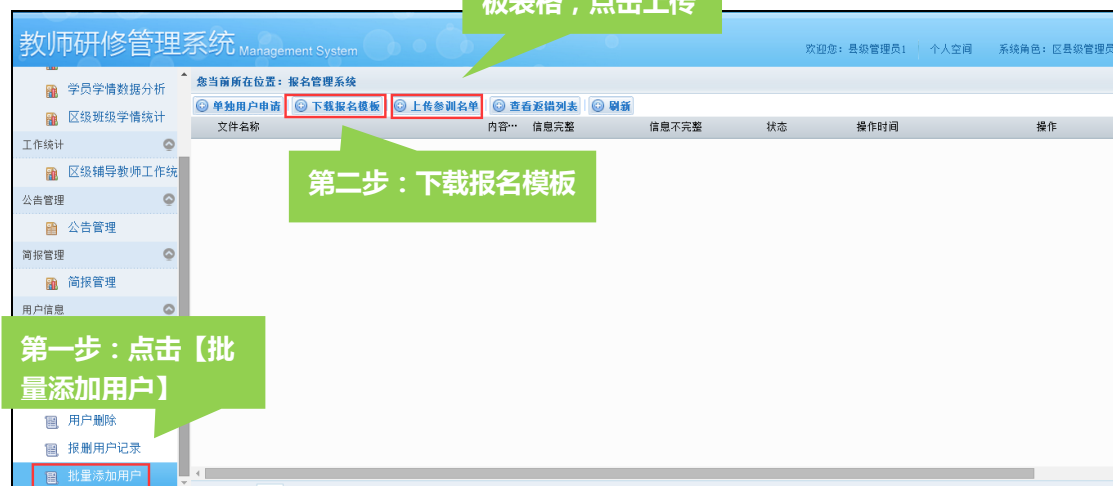 板表格，点击上传
教师研修管理系统 Management System
欢迎您：县级管理员1 个人空间 系统角色：区县级管理员
学员学情数据分析
区级班级学情统计
工作统计
区级辅导教师工作统
公告管理
公告管理
简报管理
简报管理
用户信息
您当前所在位置：报名管理系统
单独用户申请 下载报名模板 上传参训名单 查看返错列表 刷新
文件名称 内容… 信息完整 信息不完整 状态 操作时间 操作
第二步：下载报名模板
第一步：点击【批
量添加用户】
用户删除
报删用户记录
批量添加用户